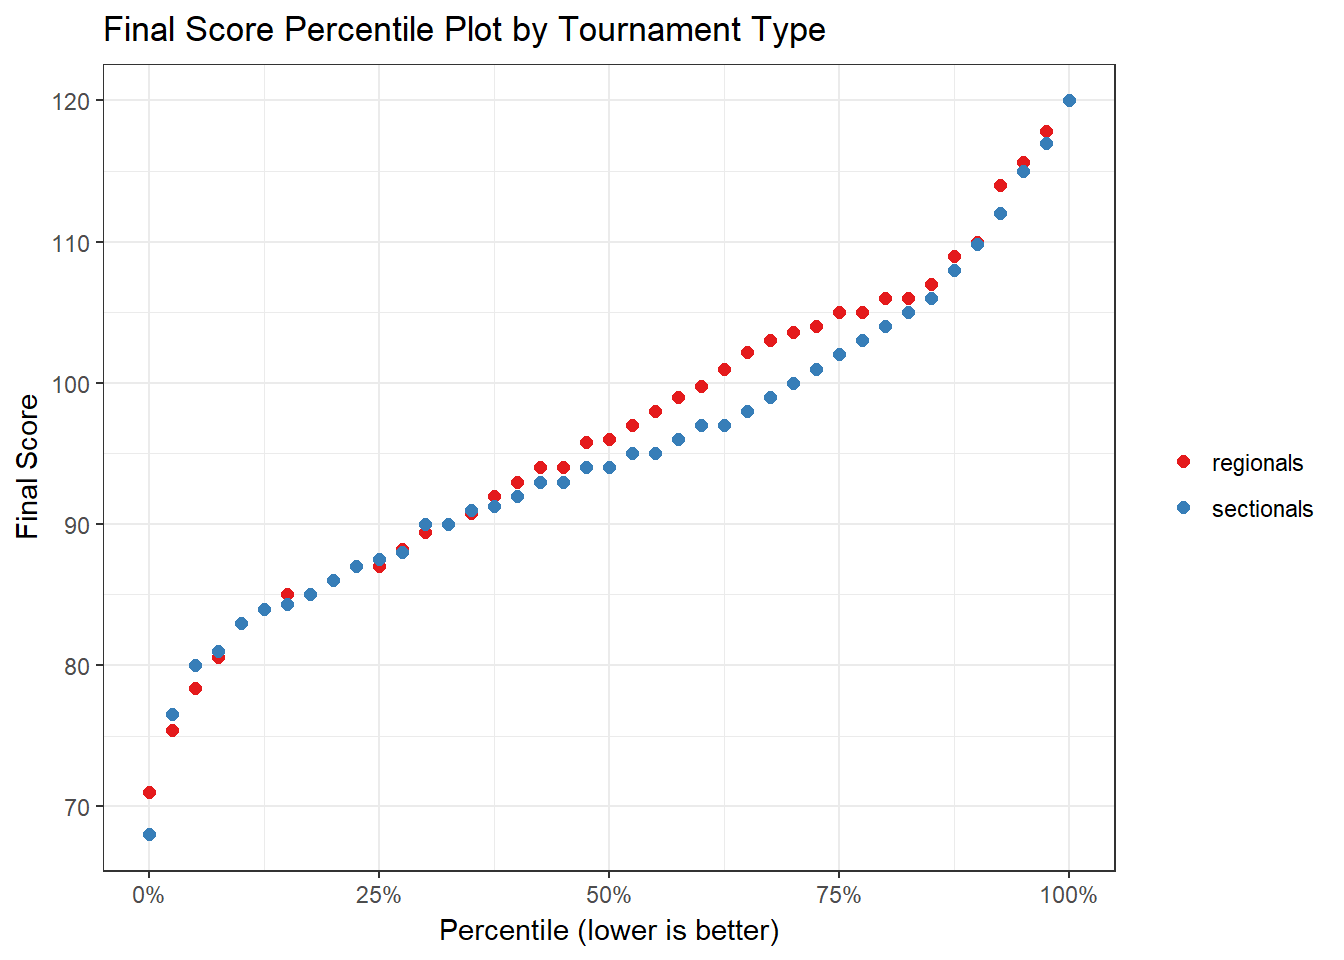 Final Score Percentile Plot by Tournament Type
120
110
100
90
80
70
Final Score
0% 25% 50% 75% 100%
Percentile (lower is better)
regionals
sectionals